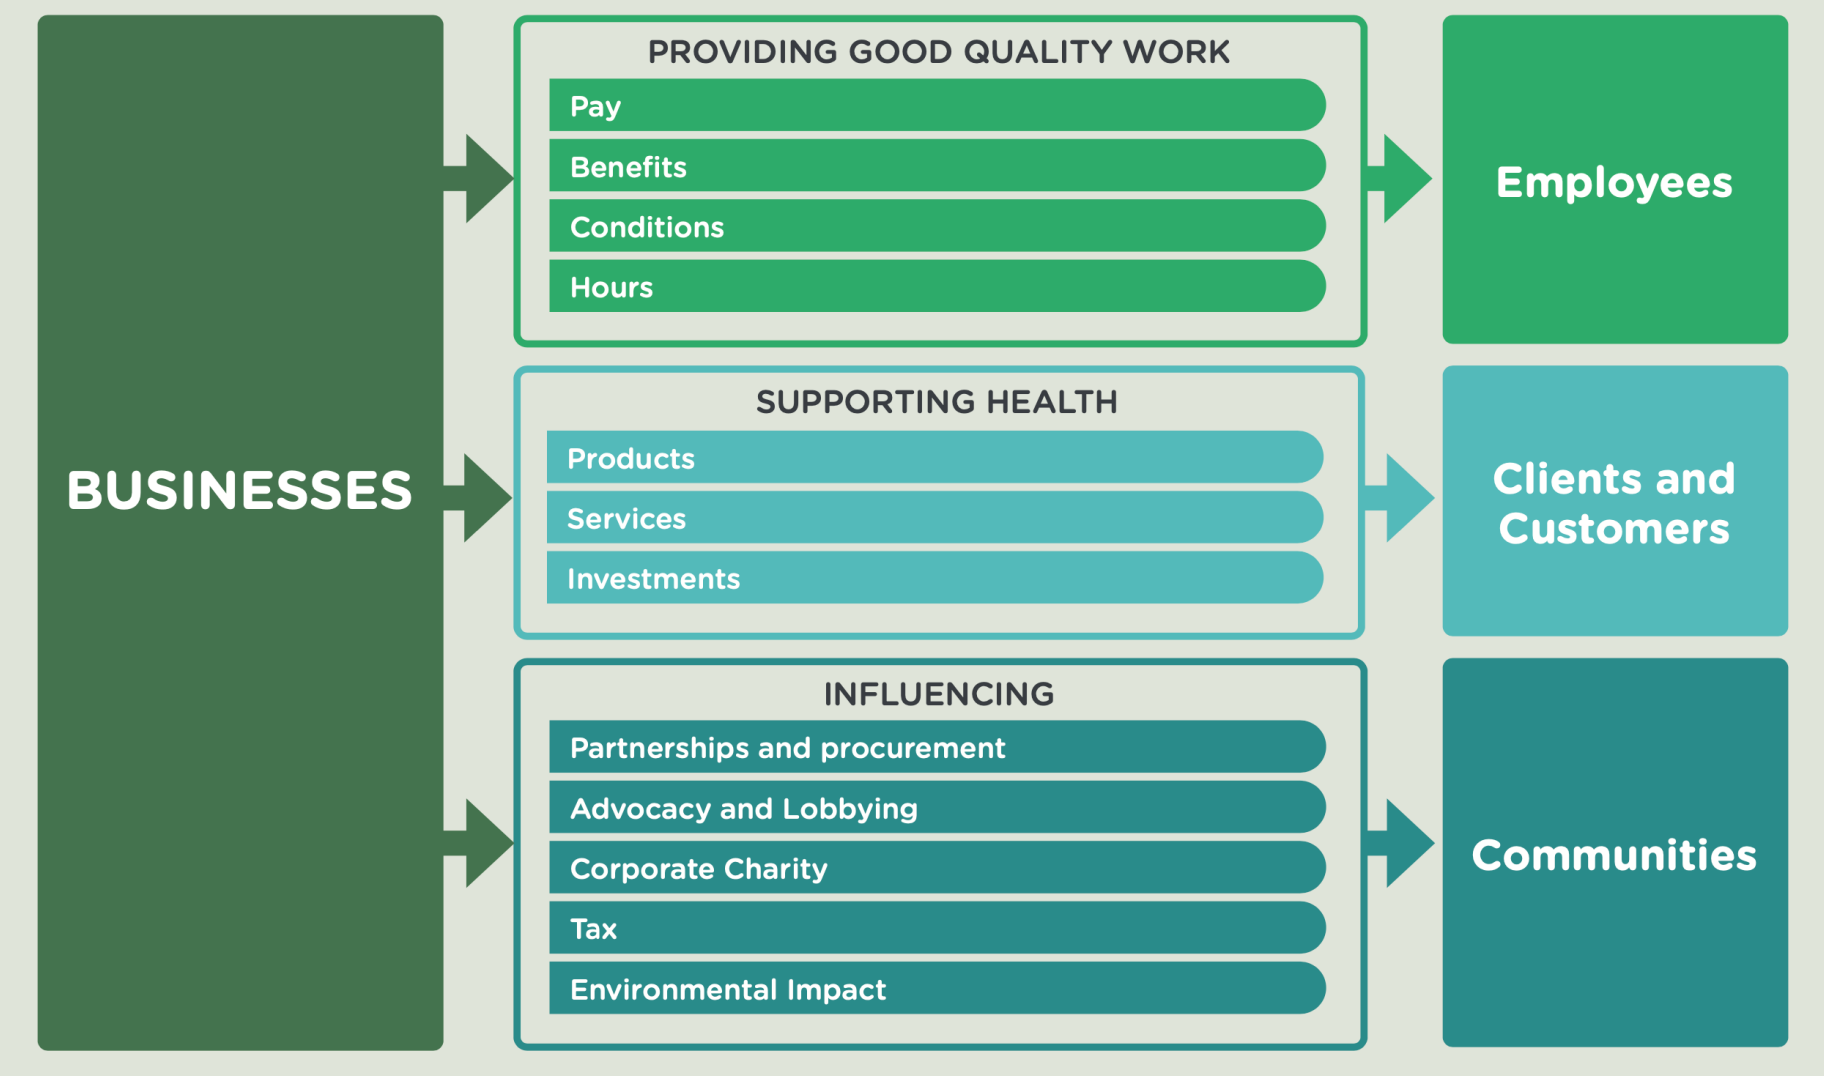 BUSINESSES
PROVIDING GOOD QUALITY WORK
Pay
Benefits
Conditions
Hours
Employees
SUPPORTING HEALTH
Products
Services
Investments
Clients and
Customers
INFLUENCING
Partnerships and procurement
Advocacy and Lobbying
Corporate Charity
Tax
Environmental Impact
Communities